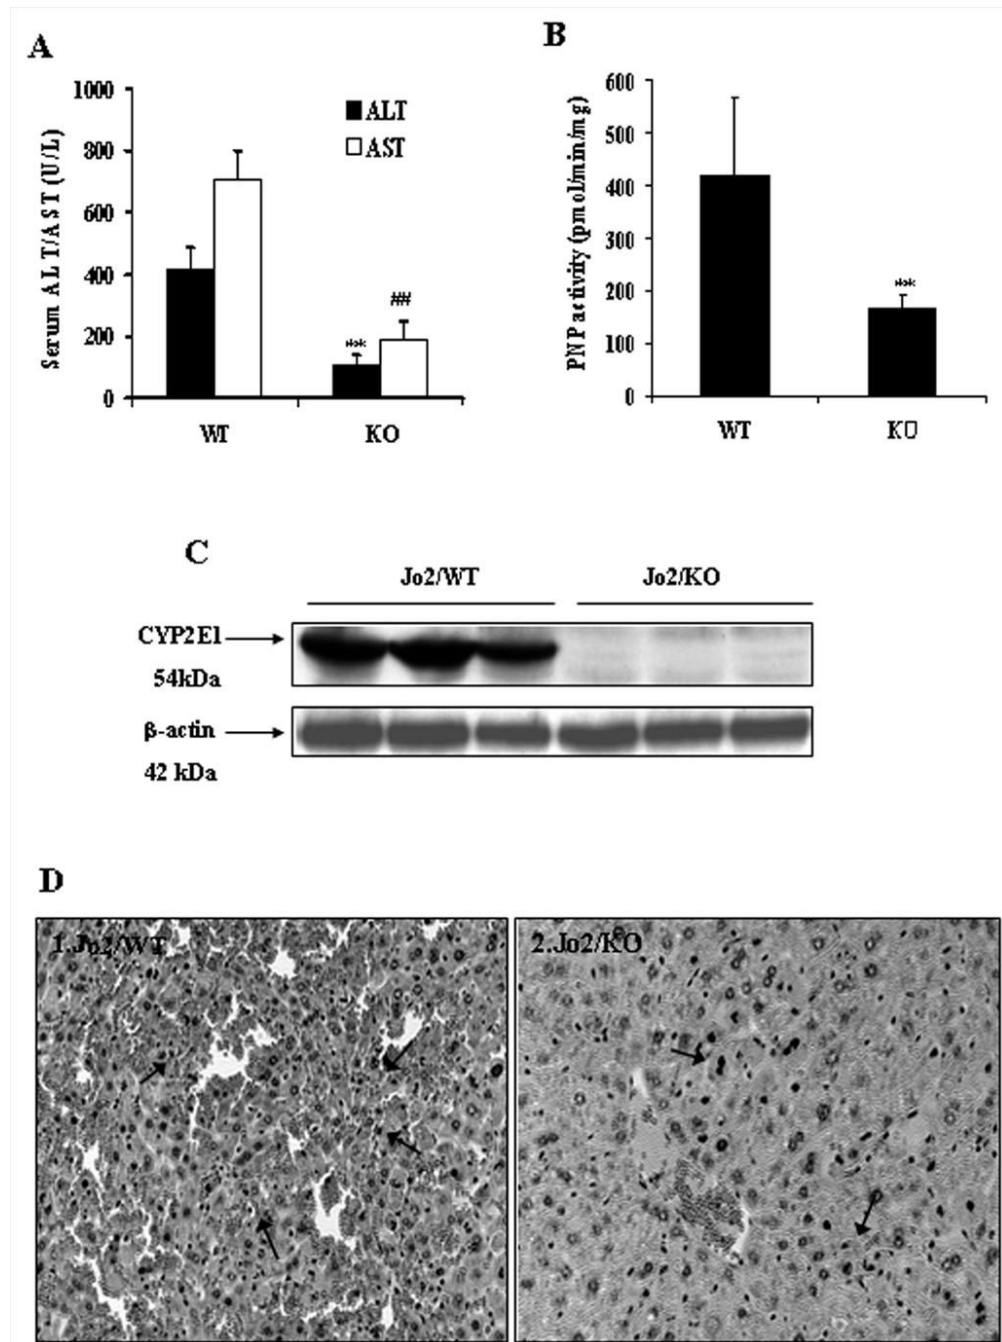 A
Serum ALT/AST (U/L)
1000
800
600
400
200
0
ALT
AST
**
##
WT
KO
B
PNP activity (pmol/min/mg)
600
500
400
300
200
100
0
**
WT
KO
C
Jo2/WT
Jo2/KO
CYP2E1
54kDa
β-actin
42 kDa
D
1.Jo2/WT
2.Jo2/KO